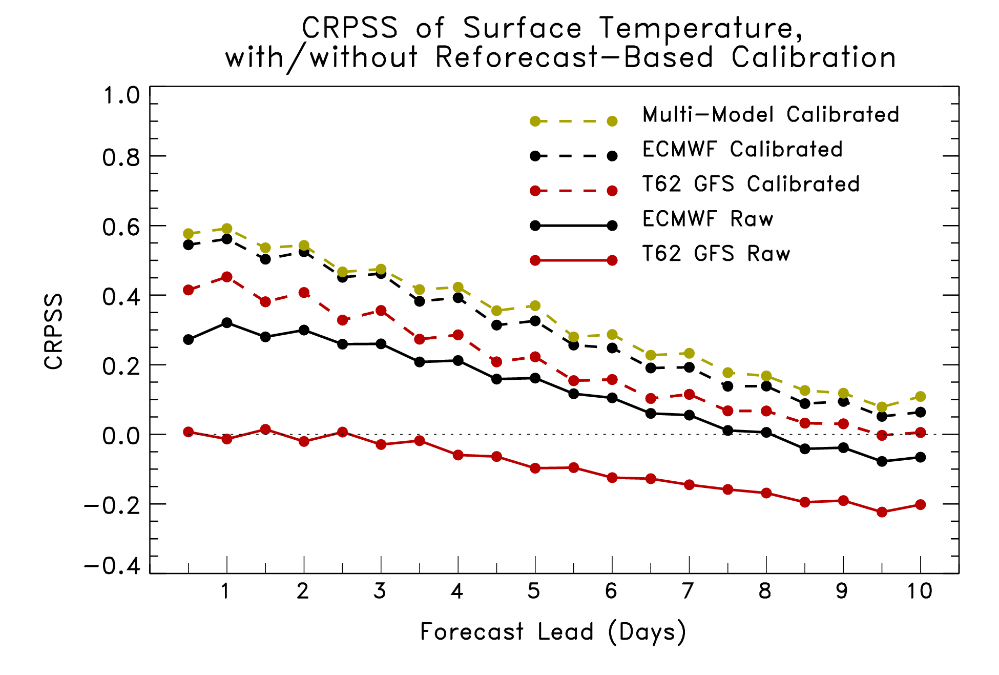 CRPSS of Surface Temperature,
with/without Reforecast-Based Calibration
1.0
0.8
0.6
0.4
0.2
0.0
-0.2
-0.4
CRPSS
Multi-Model Calibrated
ECMWF Calibrated
T62 GFS Calibrated
ECMWF Raw
T62 GFS Raw
1 2 3 4 5 6 7 8 9 10
Forecast Lead (Days)